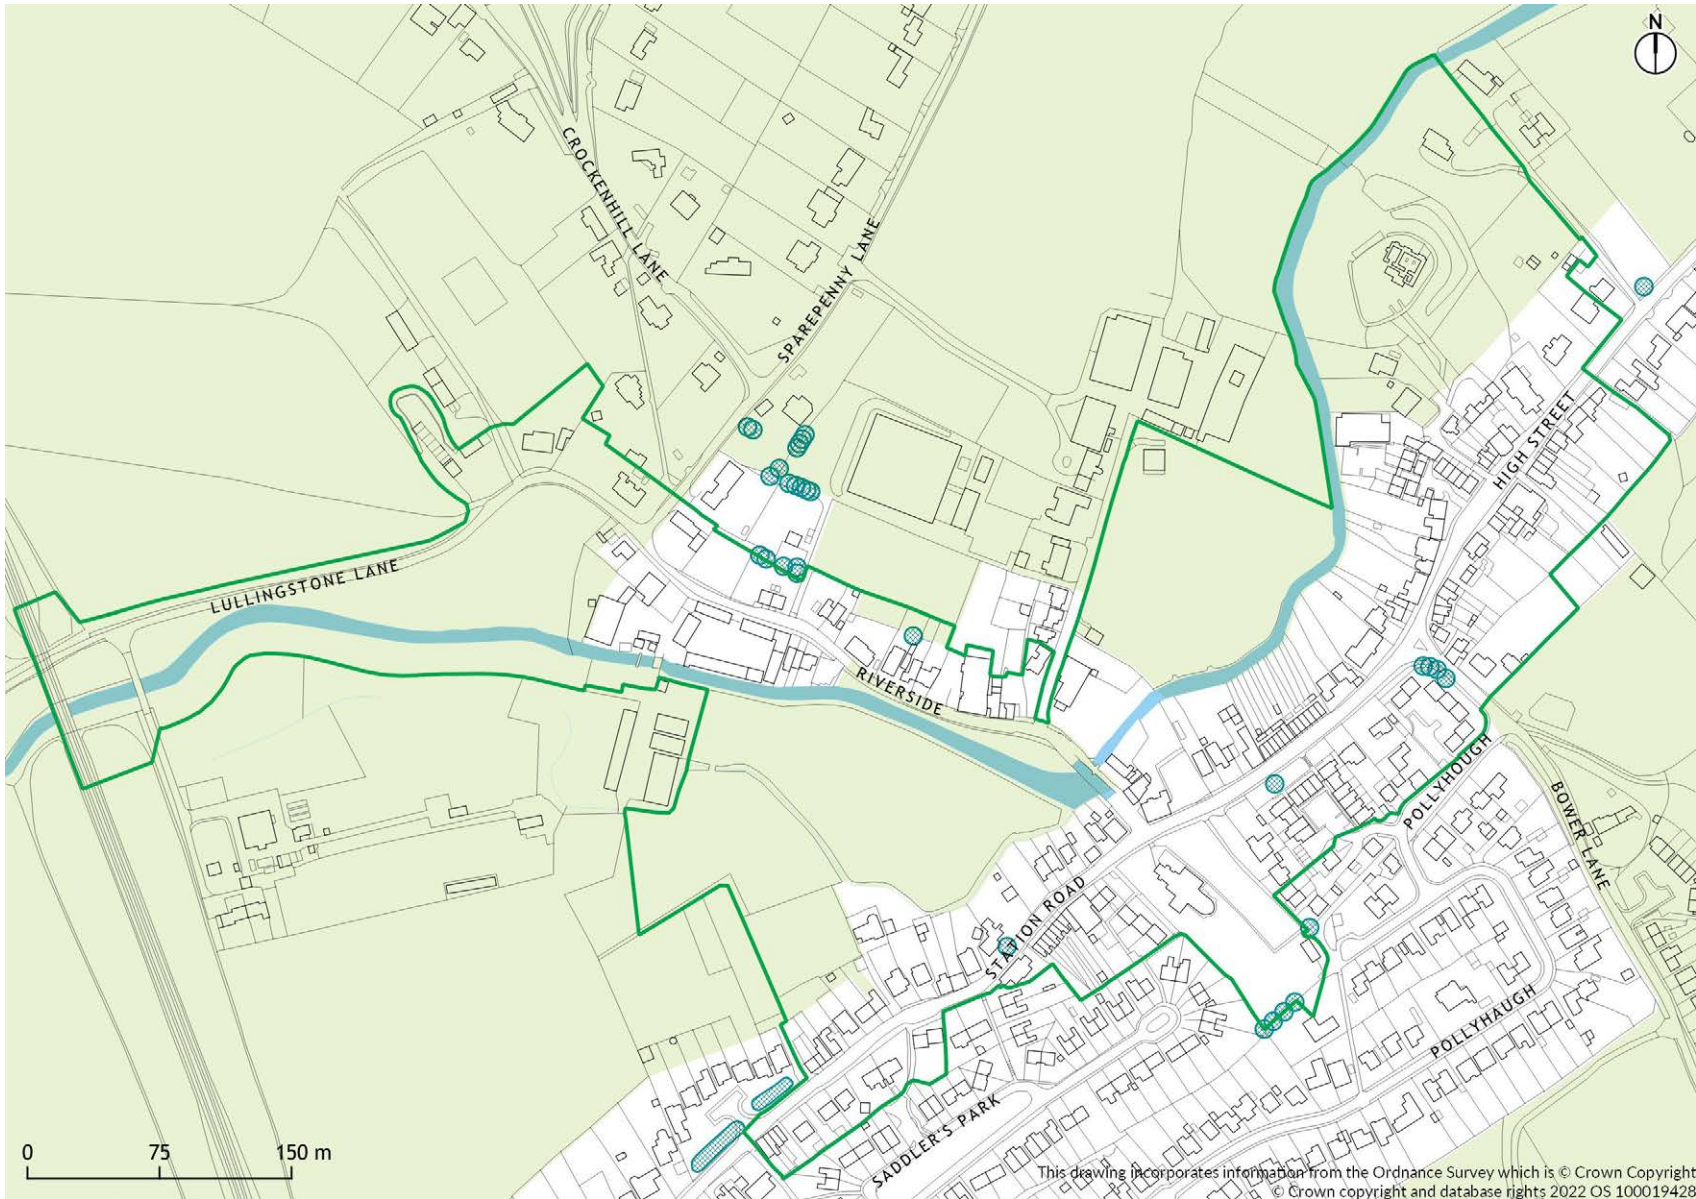 N
CROCKENHILL LANE
SPAREPENNY LANE
HIGH STREET
LULLINGSTONE LANE
RIVERSIDE
POLLYHOUGH
BOWER LANE
STATION ROAD
POLLYHAUGH
SADDLER'S PARK
0 75 150 m
This drawing incorporates information from the Ordnance Survey which is © Crown Copyright
© Crown copyright and database rights 2022 OS 100019428